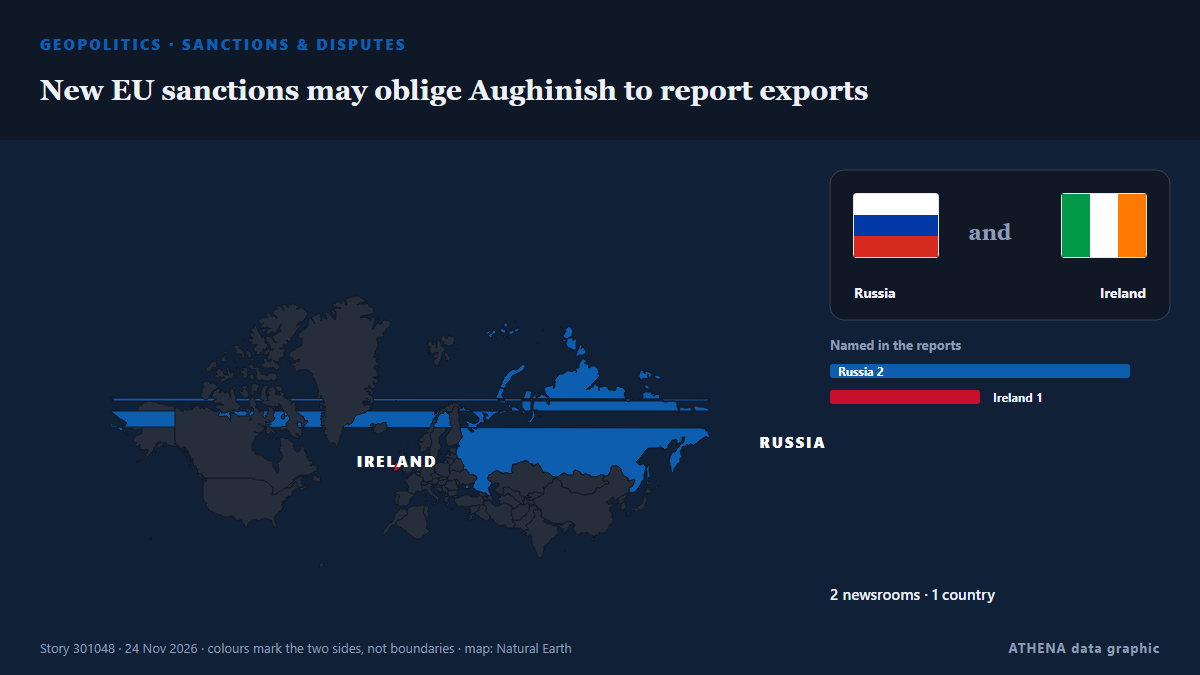 GEOPOLITICS · SANCTIONS & DISPUTES
New EU sanctions may oblige Aughinish to report exports
and
Russia
Ireland
Named in the reports
Russia 2
Ireland 1
RUSSIA
IRELAND
2 newsrooms · 1 country
Story 301048 · 24 Nov 2026 · colours mark the two sides, not boundaries · map: Natural Earth
ATHENA data graphic